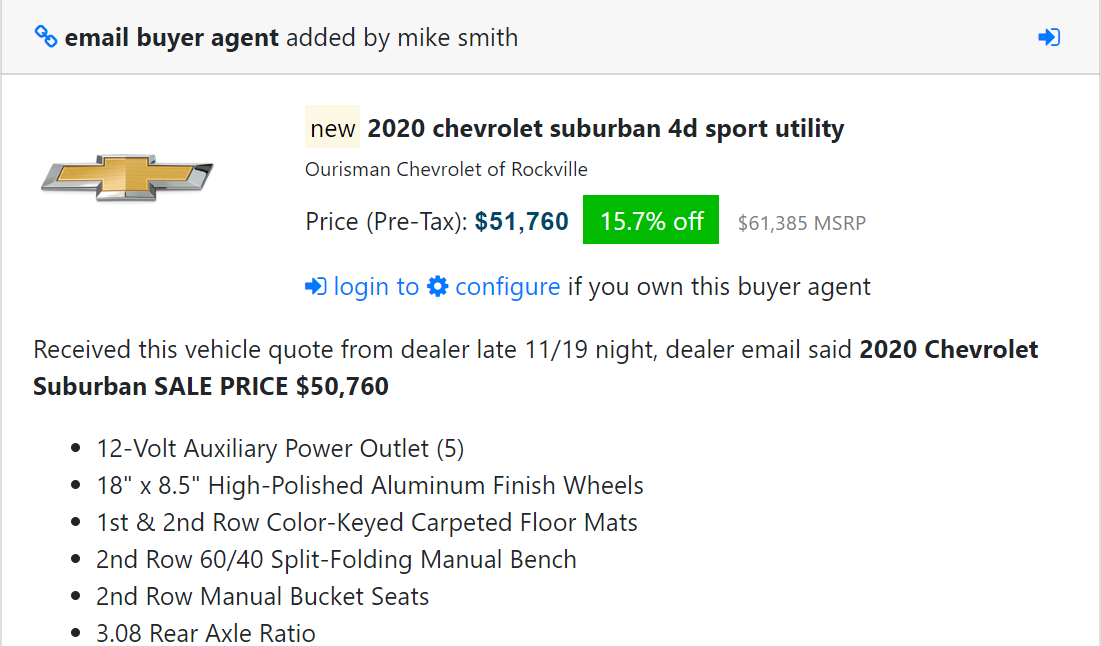 email buyer agent added by mike smith
new 2020 chevrolet suburban 4d sport utility
Ourisman Chevrolet of Rockville
Price (Pre-Tax): $51,760 15.7% off $61,385 MSRP
login to configure if you own this buyer agent
Received this vehicle quote from dealer late 11/19 night, dealer email said 2020 Chevrolet
Suburban SALE PRICE $50,760
• 12-Volt Auxiliary Power Outlet (5)
• 18" x 8.5" High-Polished Aluminum Finish Wheels
• 1st & 2nd Row Color-Keyed Carpeted Floor Mats
• 2nd Row 60/40 Split-Folding Manual Bench
• 2nd Row Manual Bucket Seats
• 3.08 Rear Axle Ratio